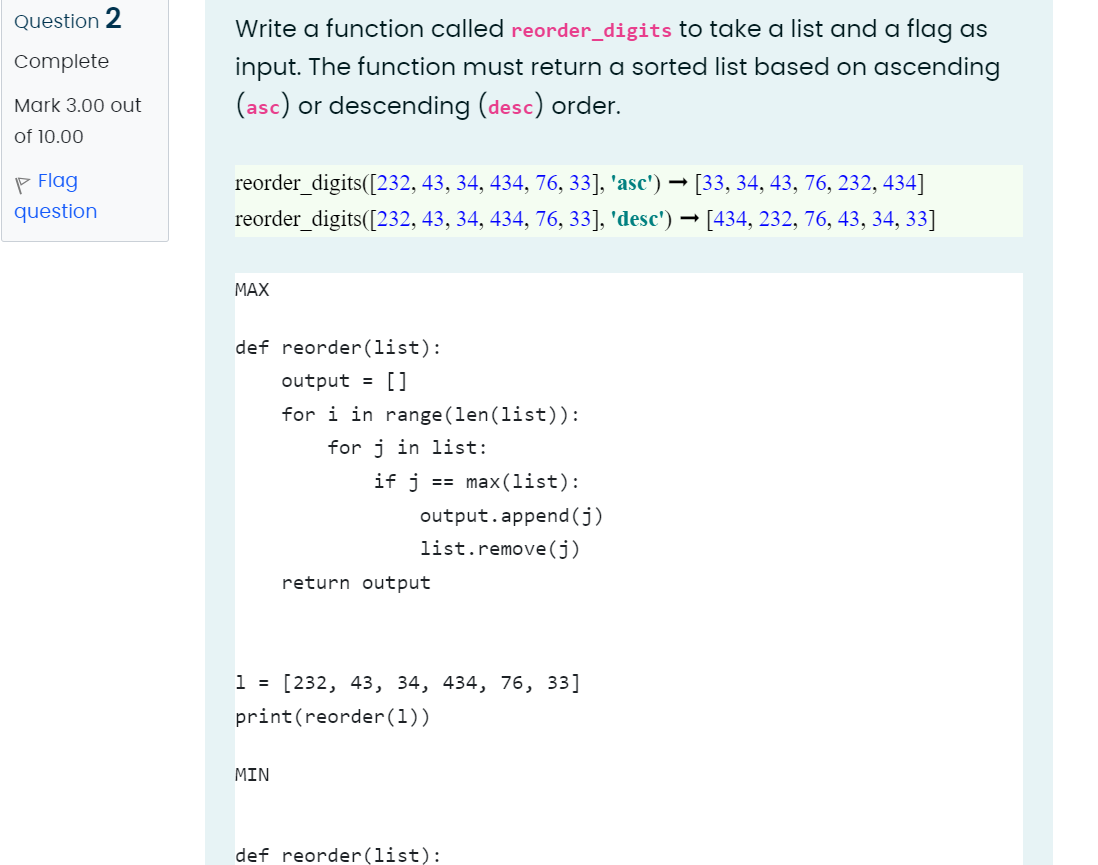 Question 2
Complete
Mark 3.00 out
of 10.00
Flag
question
Write a function called reorder_digits to take a list and a flag as
input. The function must return a sorted list based on ascending
(asc) or descending (desc) order.
reorder_digits([232, 43, 34, 434, 76, 33], 'asc') ➞ [33, 34, 43, 76, 232, 434]
reorder_digits([232, 43, 34, 434, 76, 33], 'desc') ➞ [434, 232, 76, 43, 34, 33]
MAX
def reorder(list):
    output = []
    for i in range(len(list)):
        for j in list:
            if j == max(list):
                output.append(j)
                list.remove(j)
    return output
l = [232, 43, 34, 434, 76, 33]
print(reorder(l))
MIN
def reorder(list):